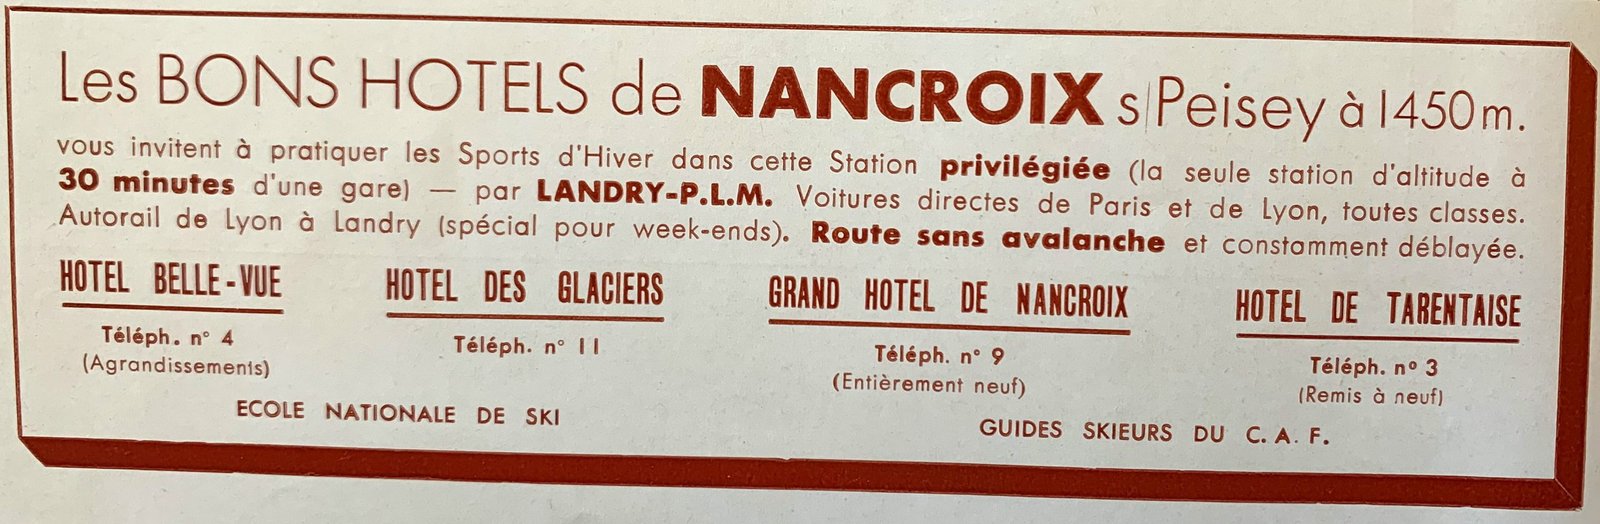 Les BONS HOTELS de NANCROIX s/Peisey à 1450 m.
vous invitent à pratiquer les Sports d'Hiver dans cette Station privilégiée (la seule station d'altitude à
30 minutes d'une gare) — par LANDRY-P.L.M. Voitures directes de Paris et de Lyon, toutes classes.
Autorail de Lyon à Landry (spécial pour week-ends). Route sans avalanche et constamment déblayée.
HOTEL BELLE-VUE
Téléph. n° 4
(Agrandissements)
HOTEL DES GLACIERS
Téléph. n° 11
GRAND HOTEL DE NANCROIX
Téléph. n° 9
(Entièrement neuf)
HOTEL DE TARENTAISE
Téléph. n° 3
(Remis à neuf)
ECOLE NATIONALE DE SKI
GUIDES SKIEURS DU C. A. F.